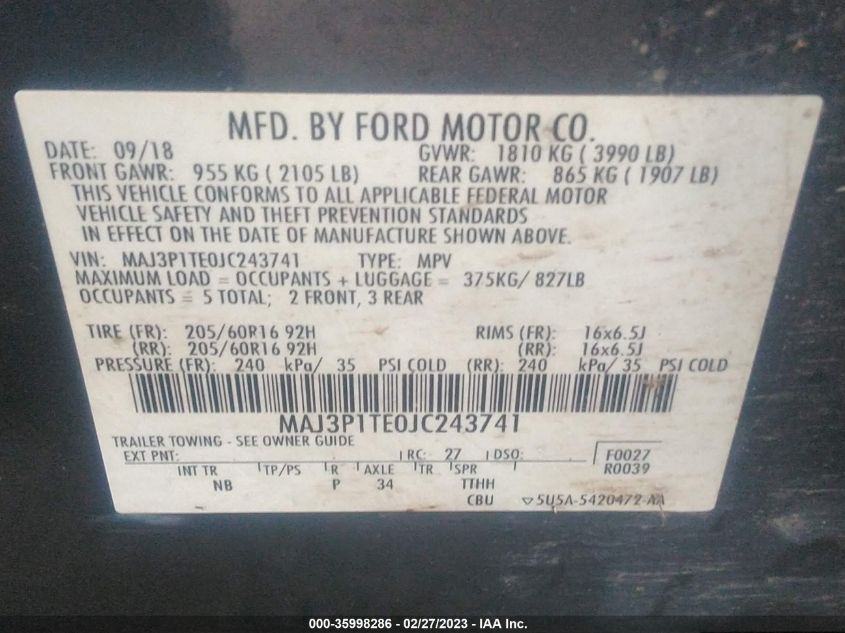 MFD. BY FORD MOTOR CO.
DATE: 09/18 GVWR: 1810 KG ( 3990 LB)
FRONT GAWR: 955 KG ( 2105 LB) REAR GAWR: 865 KG ( 1907 LB)
THIS VEHICLE CONFORMS TO ALL APPLICABLE FEDERAL MOTOR
VEHICLE SAFETY AND THEFT PREVENTION STANDARDS
IN EFFECT ON THE DATE OF MANUFACTURE SHOWN ABOVE.
VIN: MAJ3P1TE0JC243741 TYPE: MPV
MAXIMUM LOAD = OCCUPANTS + LUGGAGE = 375KG/ 827LB
OCCUPANTS = 5 TOTAL; 2 FRONT, 3 REAR
TIRE (FR): 205/60R16 92H RIMS (FR): 16x6.5J
(RR): 205/60R16 92H (RR): 16x6.5J
PRESSURE (FR): 240 kPa/ 35 PSI COLD (RR): 240 kPa/ 35 PSI COLD
MAJ3P1TE0JC243741
TRAILER TOWING - SEE OWNER GUIDE
EXT PNT: RC: 27 DSO: F0027
INT TR TP/PS R AXLE TR SPR R0039
NB P 34 TTHH
CBU 5U5A-5420472-AA
000-35998286 - 02/27/2023 - IAA Inc.